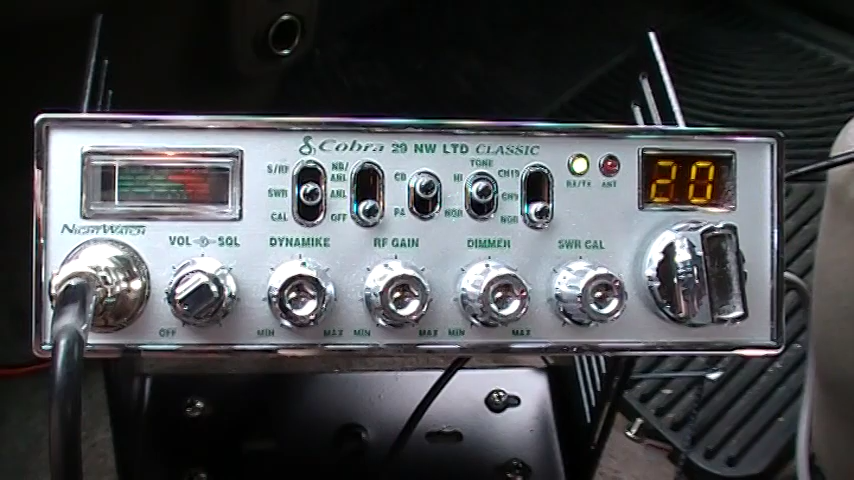 Cobra 29 NW LTD CLASSIC
S/RF
SWR
CAL
NB/
ANL
ANL
OFF
CB
PA
TONE
HI
NOR
CH19
CH9
NOR
RX/TX
ANT
20
NIGHTWATCH
VOL SQL
DYNAMIKE
RF GAIN
DIMMER
SWR CAL
OFF
MIN MAX
MIN MAX
MIN MAX